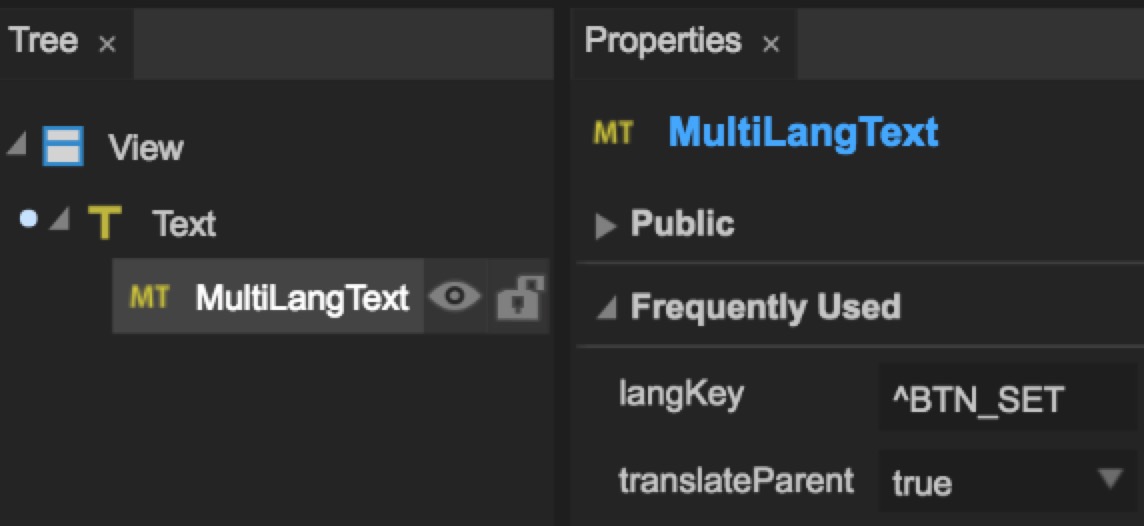 Tree ×
View
T Text
MT MultiLangText
Properties ×
MT MultiLangText
Public
Frequently Used
langKey ^BTN_SET
translateParent true